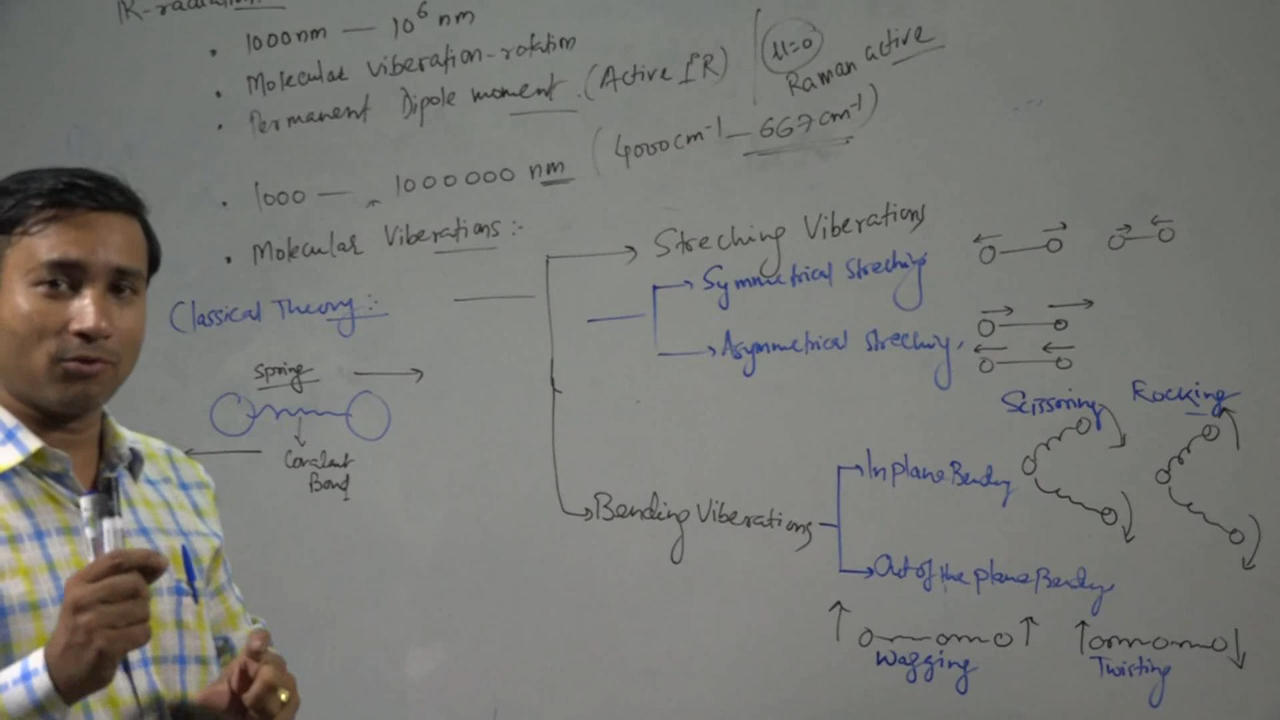 IR-radiation
• 1000nm — 10⁶ nm
• Molecular viberation-rotation
• Permanent Dipole moment. (Active IR) | μ=0 Raman active
• 1000 — 1000000 nm (4000cm⁻¹ — 667cm⁻¹)
• Molecular Viberations :-
Streching Viberations
Symmetrical Streching
Asymmetrical streching.
Classical Theory :-
spring
Covalent
Bond
Bending Viberations
In plane Bending
Scissoring
Rocking
Out of the plane Bending
Wagging
Twisting